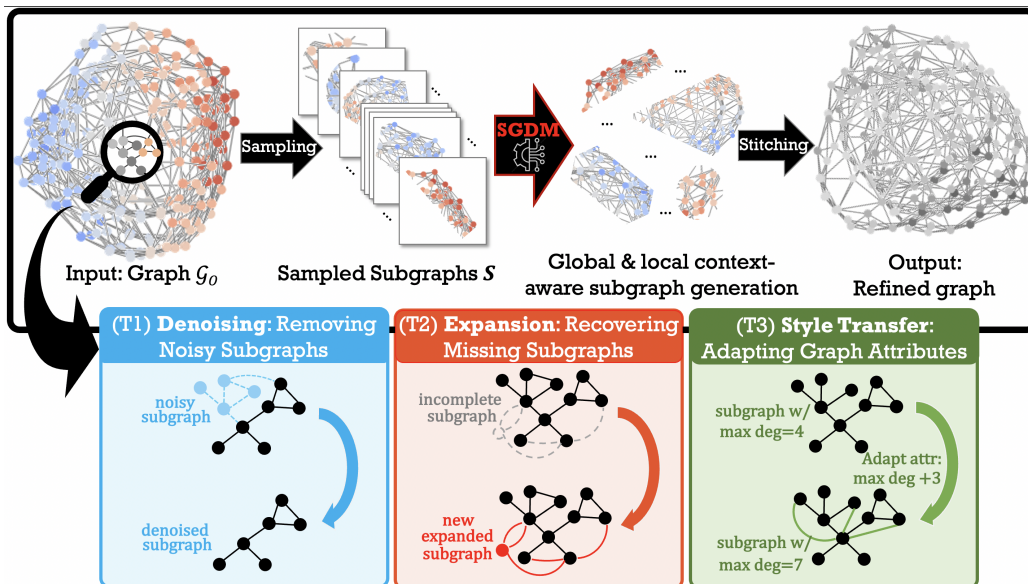 Sampling
...
...
SGDM
...
...
...
...
Stitching
Input: Graph 𝒢₀
Sampled Subgraphs S
Global & local context-
aware subgraph generation
Output:
Refined graph
(T1) Denoising: Removing
Noisy Subgraphs
noisy
subgraph
denoised
subgraph
(T2) Expansion: Recovering
Missing Subgraphs
incomplete
subgraph
new
expanded
subgraph
(T3) Style Transfer:
Adapting Graph Attributes
subgraph w/
max deg=4
Adapt attr:
max deg +3
subgraph w/
max deg=7